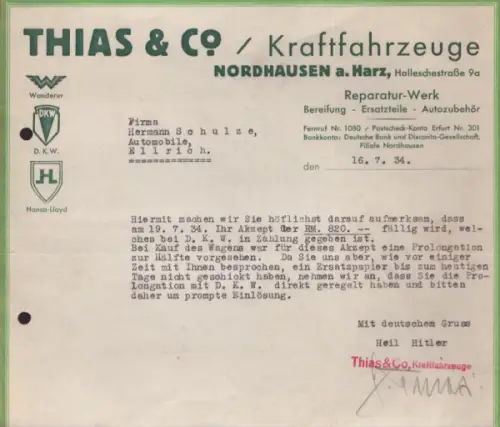 THIAS & CO / Kraftfahrzeuge
NORDHAUSEN a. Harz, Halleschestraße 9a
Wanderer
DKW
D. K. W.
HL
Hansa-Lloyd
Reparatur-Werk
Bereifung - Ersatzteile - Autozubehör
Fernruf Nr. 1080 / Postscheck-Konto Erfurt Nr. 301
Bankkonto: Deutsche Bank und Disconto-Gesellschaft,
Filiale Nordhausen
den 16. 7. 34.
Firma
Hermann Schulze,
Automobile,
Ellrich.
Hiermit machen wir Sie höflichst darauf aufmerksam, dass
am 19.7.34. Ihr Akzept über RM. 820.-- fällig wird, wel-
ches bei D. K. W. in Zahlung gegeben ist.
Bei Kauf des Wagens war für dieses Akzept eine Prolongation
zur Hälfte vorgesehen. Da Sie uns aber, wie vor einiger
Zeit mit Ihnen besprochen, ein Ersatzpapier bis zum heutigen
Tage nicht geschickt haben, nehmen wir an, dass Sie die Pro-
longation mit D. K. W. direkt geregelt haben und bitten
daher um prompte Einlösung.
Mit deutschem Gruss
Heil Hitler
Thias & Co, Kraftfahrzeuge